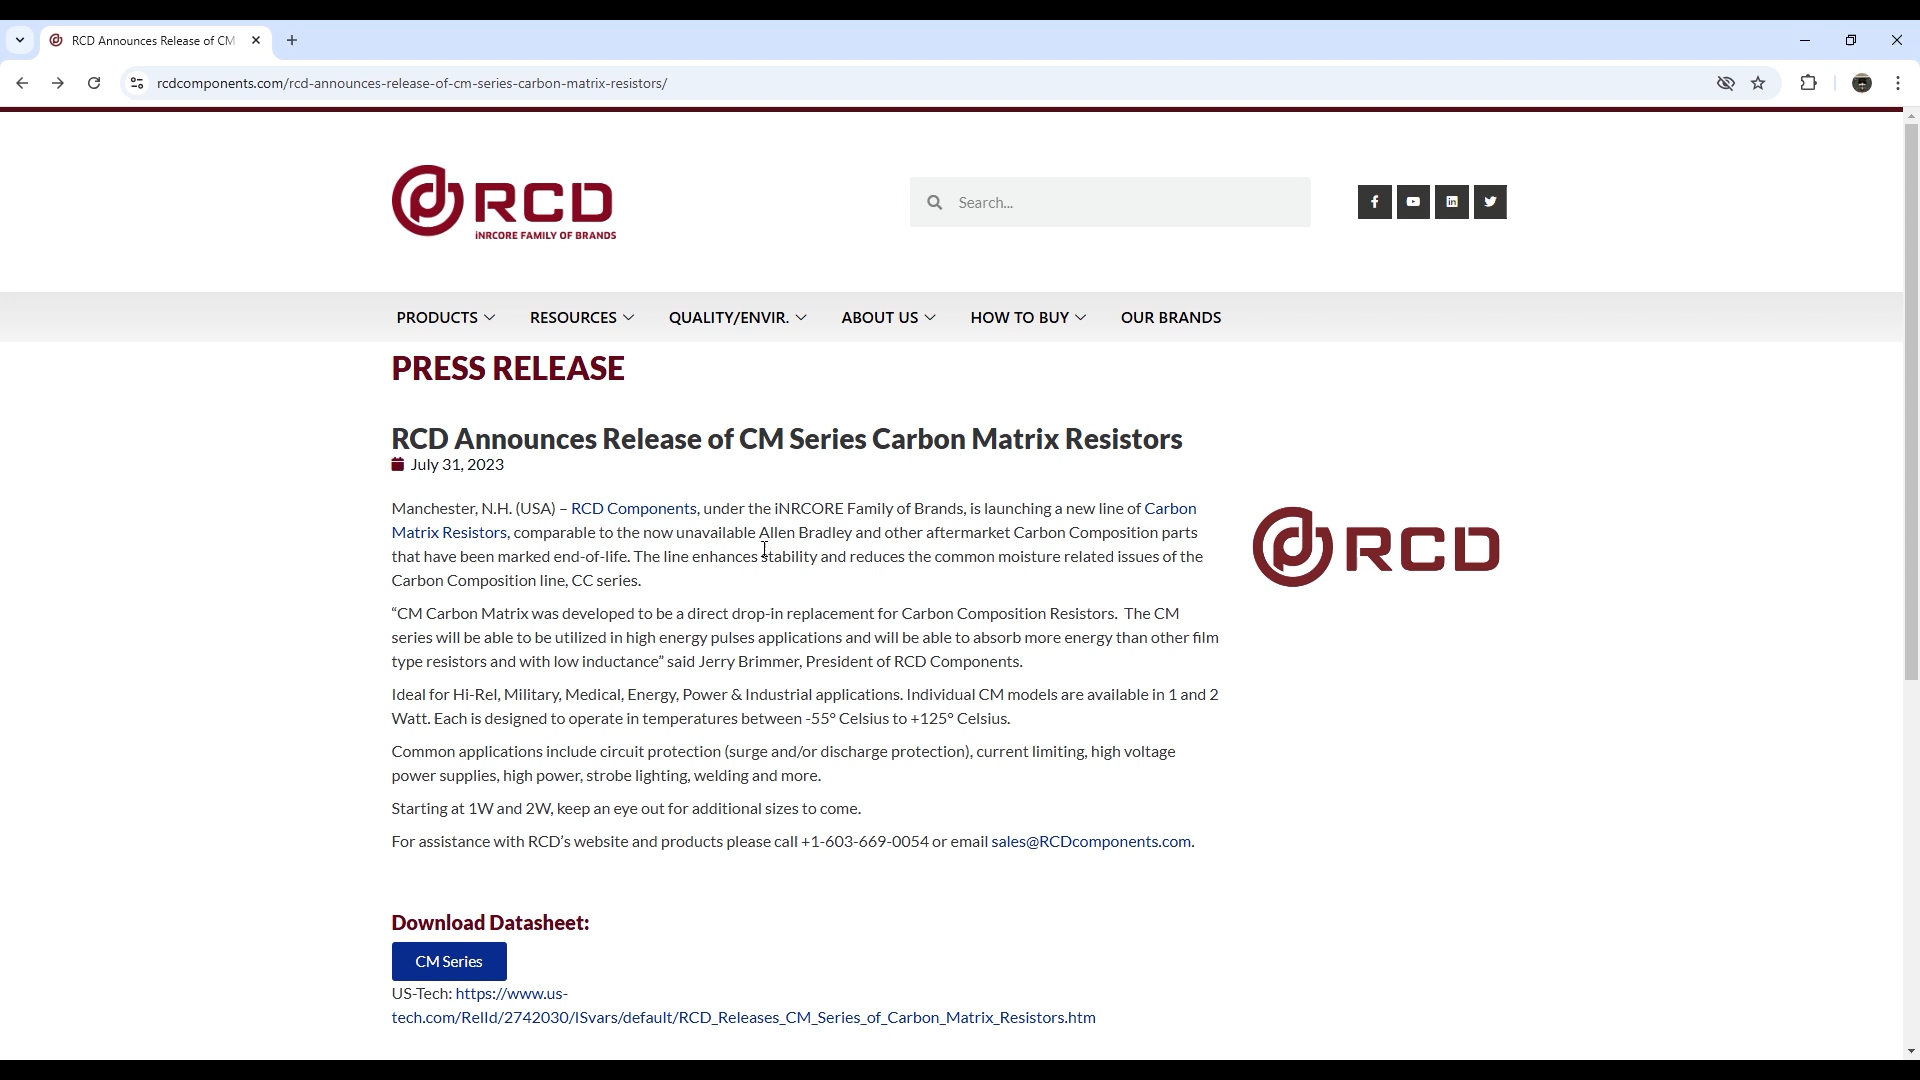 RCD Announces Release of CM
rcdcomponents.com/rcd-announces-release-of-cm-series-carbon-matrix-resistors/
RCD
iNRCORE FAMILY OF BRANDS
Search...
PRODUCTS RESOURCES QUALITY/ENVIR. ABOUT US HOW TO BUY OUR BRANDS
PRESS RELEASE
RCD Announces Release of CM Series Carbon Matrix Resistors
July 31, 2023
Manchester, N.H. (USA) – RCD Components, under the iNRCORE Family of Brands, is launching a new line of Carbon
Matrix Resistors, comparable to the now unavailable Allen Bradley and other aftermarket Carbon Composition parts
that have been marked end-of-life. The line enhances stability and reduces the common moisture related issues of the
Carbon Composition line, CC series.
RCD
“CM Carbon Matrix was developed to be a direct drop-in replacement for Carbon Composition Resistors.  The CM
series will be able to be utilized in high energy pulses applications and will be able to absorb more energy than other film
type resistors and with low inductance” said Jerry Brimmer, President of RCD Components.
Ideal for Hi-Rel, Military, Medical, Energy, Power & Industrial applications. Individual CM models are available in 1 and 2
Watt. Each is designed to operate in temperatures between -55° Celsius to +125° Celsius.
Common applications include circuit protection (surge and/or discharge protection), current limiting, high voltage
power supplies, high power, strobe lighting, welding and more.
Starting at 1W and 2W, keep an eye out for additional sizes to come.
For assistance with RCD’s website and products please call +1-603-669-0054 or email sales@RCDcomponents.com.
Download Datasheet:
CM Series
US-Tech: https://www.us-
tech.com/RelId/2742030/ISvars/default/RCD_Releases_CM_Series_of_Carbon_Matrix_Resistors.htm